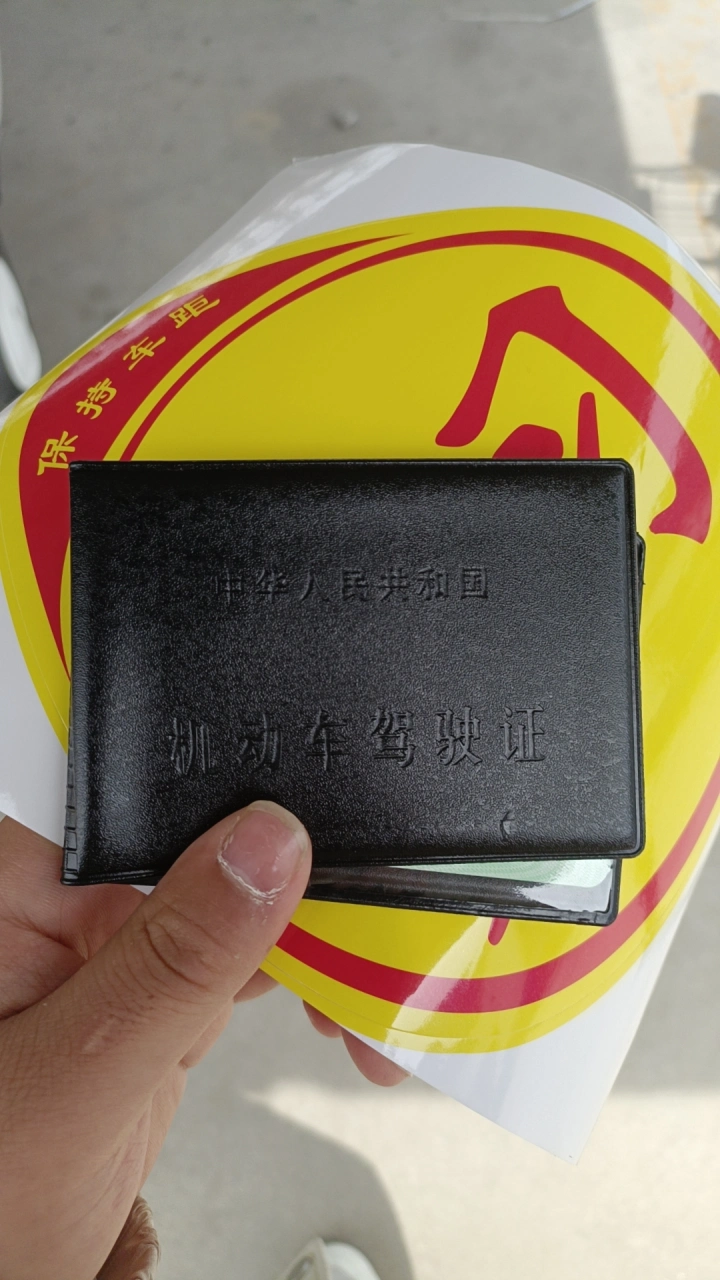 保持车距
中华人民共和国
机动车驾驶证